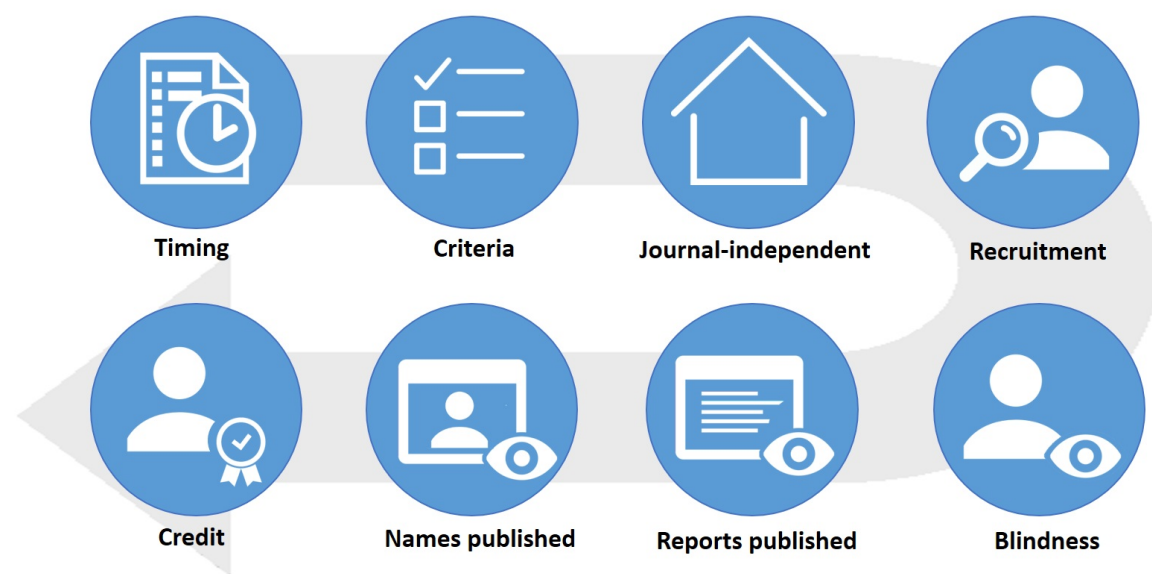 Timing
Criteria
Journal-independent
Recruitment
Credit
Names published
Reports published
Blindness